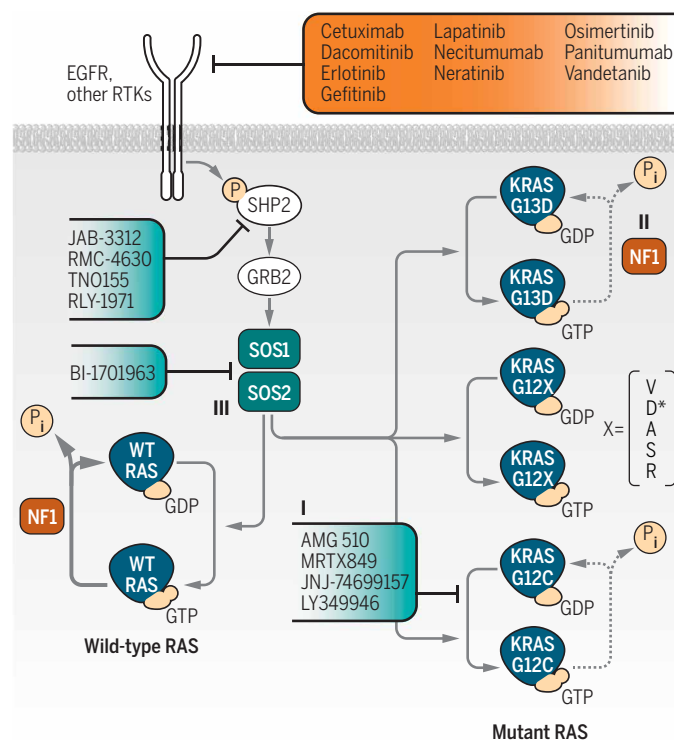 Cetuximab
Dacomitinib
Erlotinib
Gefitinib
Lapatinib
Necitumumab
Neratinib
Osimertinib
Panitumumab
Vandetanib
EGFR,
other RTKs
P
SHP2
JAB-3312
RMC-4630
TNO155
RLY-1971
GRB2
SOS1
SOS2
BI-1701963
III
Pi
WT
RAS
GDP
NF1
WT
RAS
GTP
Wild-type RAS
KRAS
G13D
GDP
Pi
II
NF1
KRAS
G13D
GTP
KRAS
G12X
GDP
X=
V
D*
A
S
R
KRAS
G12X
GTP
I
AMG 510
MRTX849
JNJ-74699157
LY349946
KRAS
G12C
GDP
Pi
KRAS
G12C
GTP
Mutant RAS